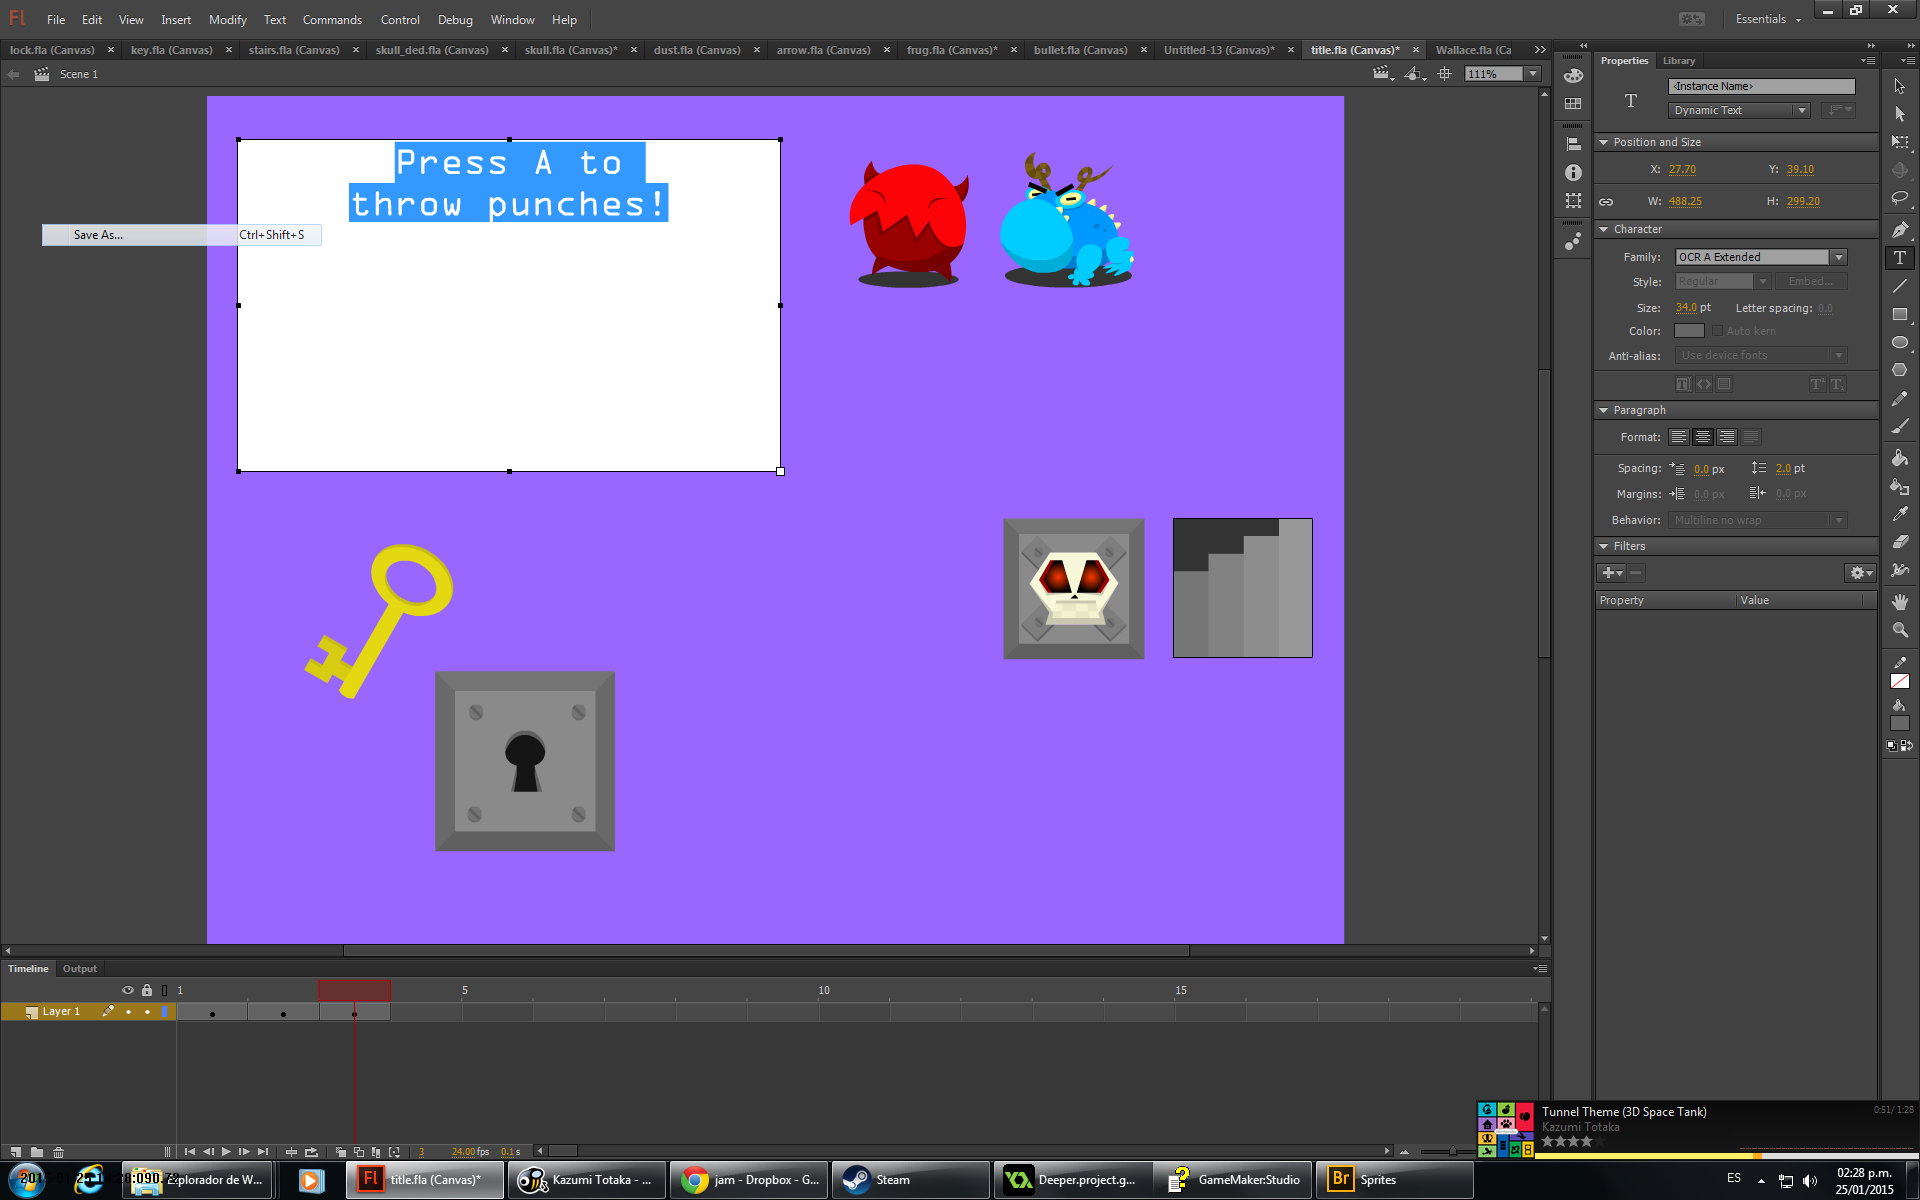 Fl File Edit View Insert Modify Text Commands Control Debug Window Help Essentials
lock.fla (Canvas) key.fla (Canvas) stairs.fla (Canvas) skull_ded.fla (Canvas) skull.fla (Canvas)* dust.fla (Canvas) arrow.fla (Canvas) frug.fla (Canvas)* bullet.fla (Canvas) Untitled-13 (Canvas)* title.fla (Canvas)* Wallace.fla (Ca
Scene 1 111%
Press A to
throw punches!
Save As... Ctrl+Shift+S
Properties Library
T <Instance Name>
Dynamic Text
Position and Size
X: 27.70 Y: 39.10
W: 488.25 H: 299.20
Character
Family: OCR A Extended
Style: Regular Embed...
Size: 34.0 pt Letter spacing: 0.0
Color: Auto kern
Anti-alias: Use device fonts
Paragraph
Format:
Spacing: 0.0 px 2.0 pt
Margins: 0.0 px 0.0 px
Behavior: Multiline no wrap
Filters
Property Value
Timeline Output
1 5 10 15
Layer 1
3 24.00 fps 0.1 s
Tunnel Theme (3D Space Tank) 0:51/ 1:28
Kazumi Totaka
Explorador de W... title.fla (Canvas)* Kazumi Totaka - ... jam - Dropbox - G... Steam Deeper.project.g... GameMaker:Studio Br Sprites ES
02:28 p.m.
25/01/2015